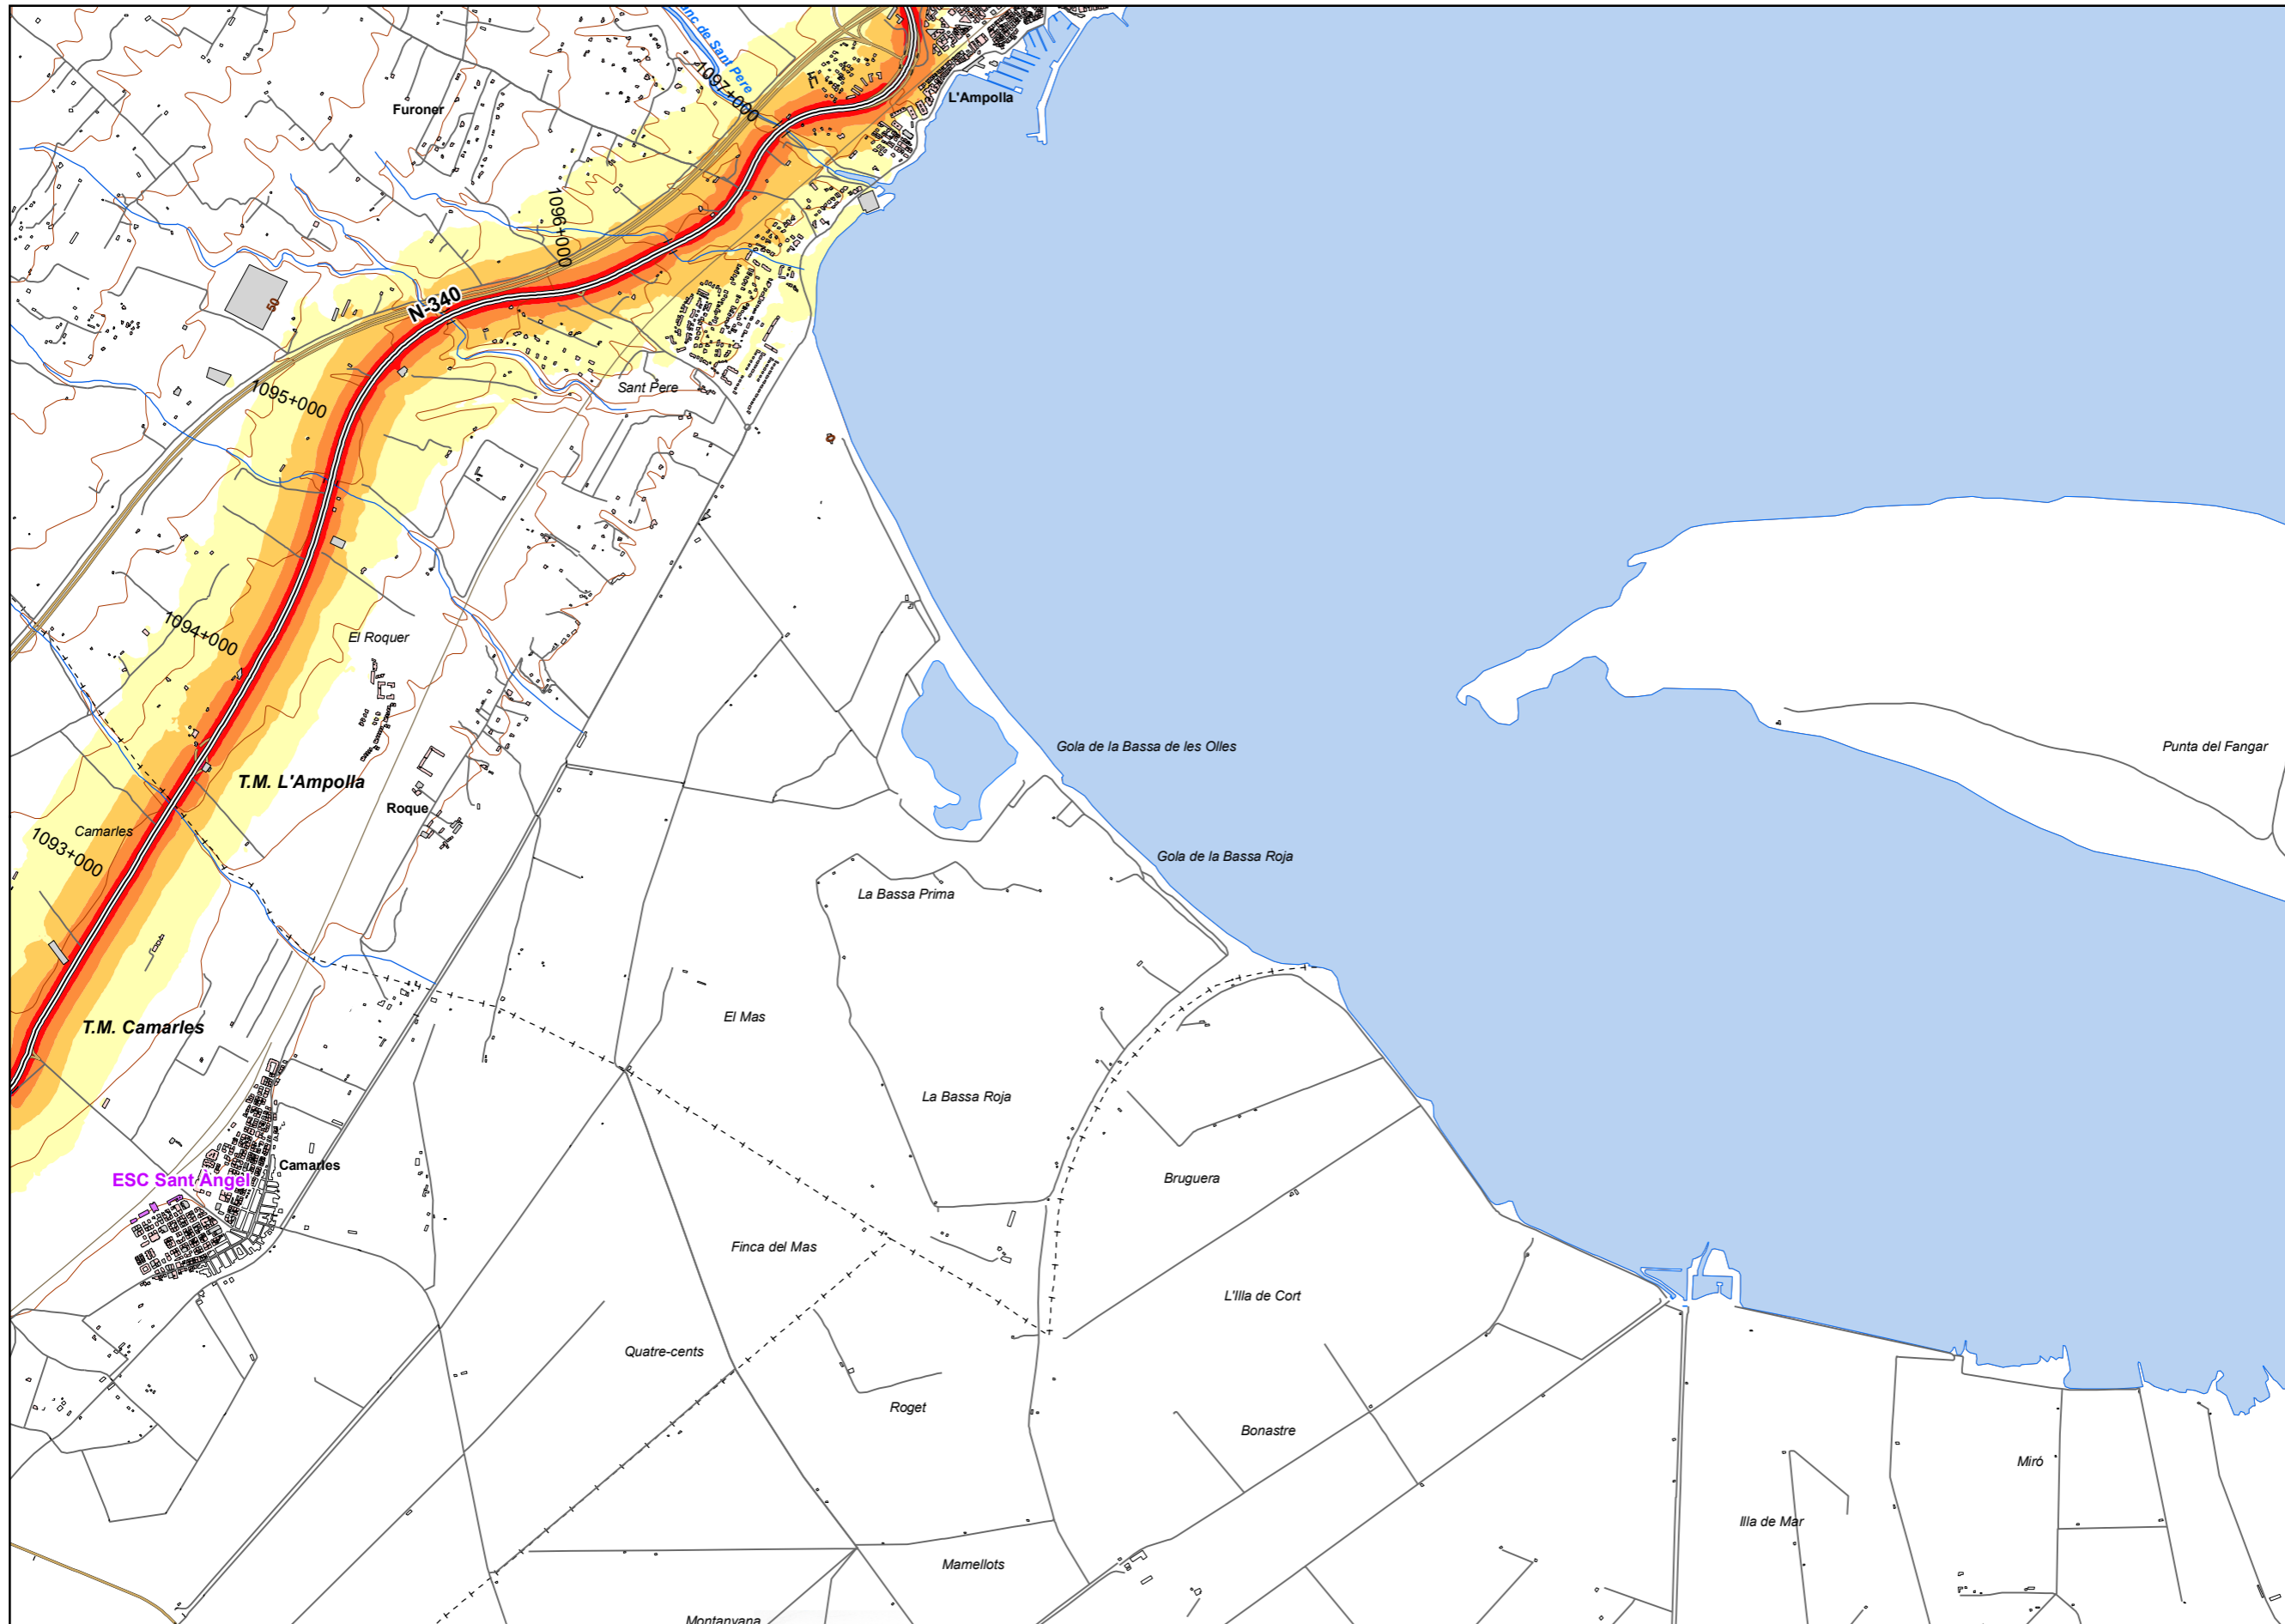 anc de Sant Pere
1097+000
L'Ampolla
Furoner
1096+000
50
N-340
1095+000
Sant Pere
1094+000
El Roquer
Gola de la Bassa de les Olles
Punta del Fangar
T.M. L'Ampolla
Roque
Camarles
1093+000
Gola de la Bassa Roja
La Bassa Prima
El Mas
T.M. Camarles
La Bassa Roja
Camarles
ESC Sant Àngel
Bruguera
Finca del Mas
L'Illa de Cort
Quatre-cents
Roget
Bonastre
Miró
Illa de Mar
Mamellots
Montanyana